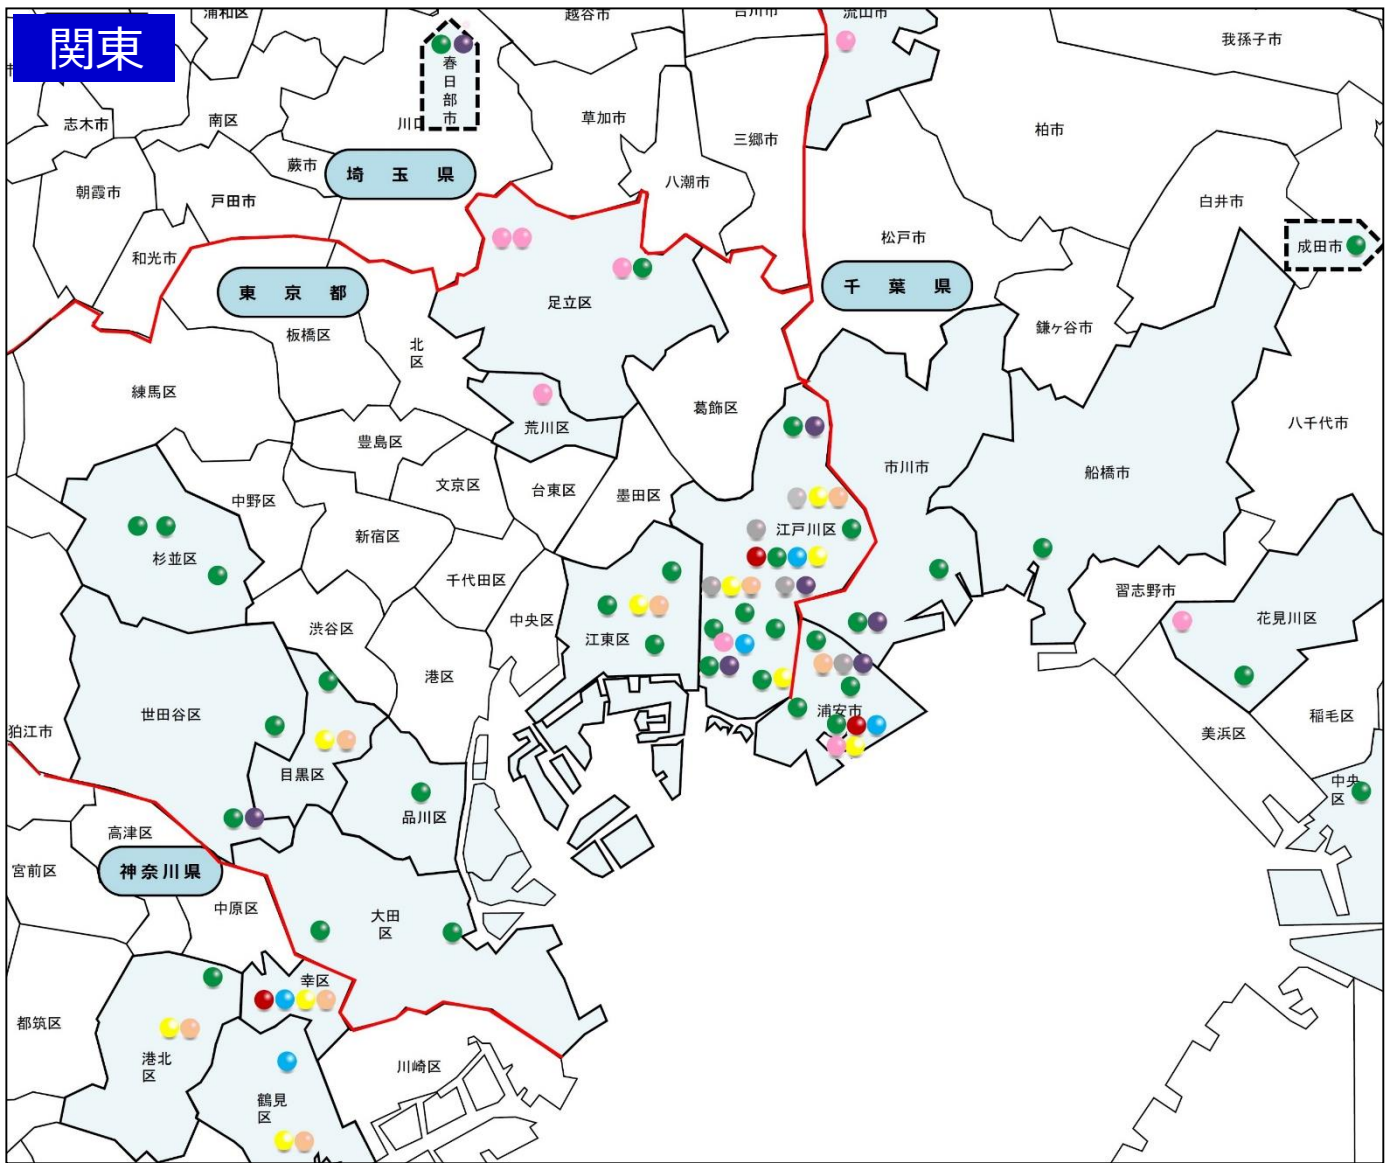 関東
浦和区
越谷市
吉川市
流山市
我孫子市
春日部市
志木市
南区
川口
草加市
三郷市
柏市
蕨市
埼玉県
朝霞市
戸田市
八潮市
白井市
和光市
松戸市
成田市
東京都
千葉県
足立区
板橋区
北区
鎌ヶ谷市
練馬区
葛飾区
荒川区
八千代市
豊島区
市川市
船橋市
文京区
台東区
墨田区
中野区
新宿区
江戸川区
杉並区
千代田区
習志野市
中央区
花見川区
渋谷区
江東区
港区
世田谷区
浦安市
稲毛区
狛江市
美浜区
目黒区
中央区
品川区
高津区
宮前区
神奈川県
中原区
大田区
幸区
都筑区
港北区
川崎区
鶴見区